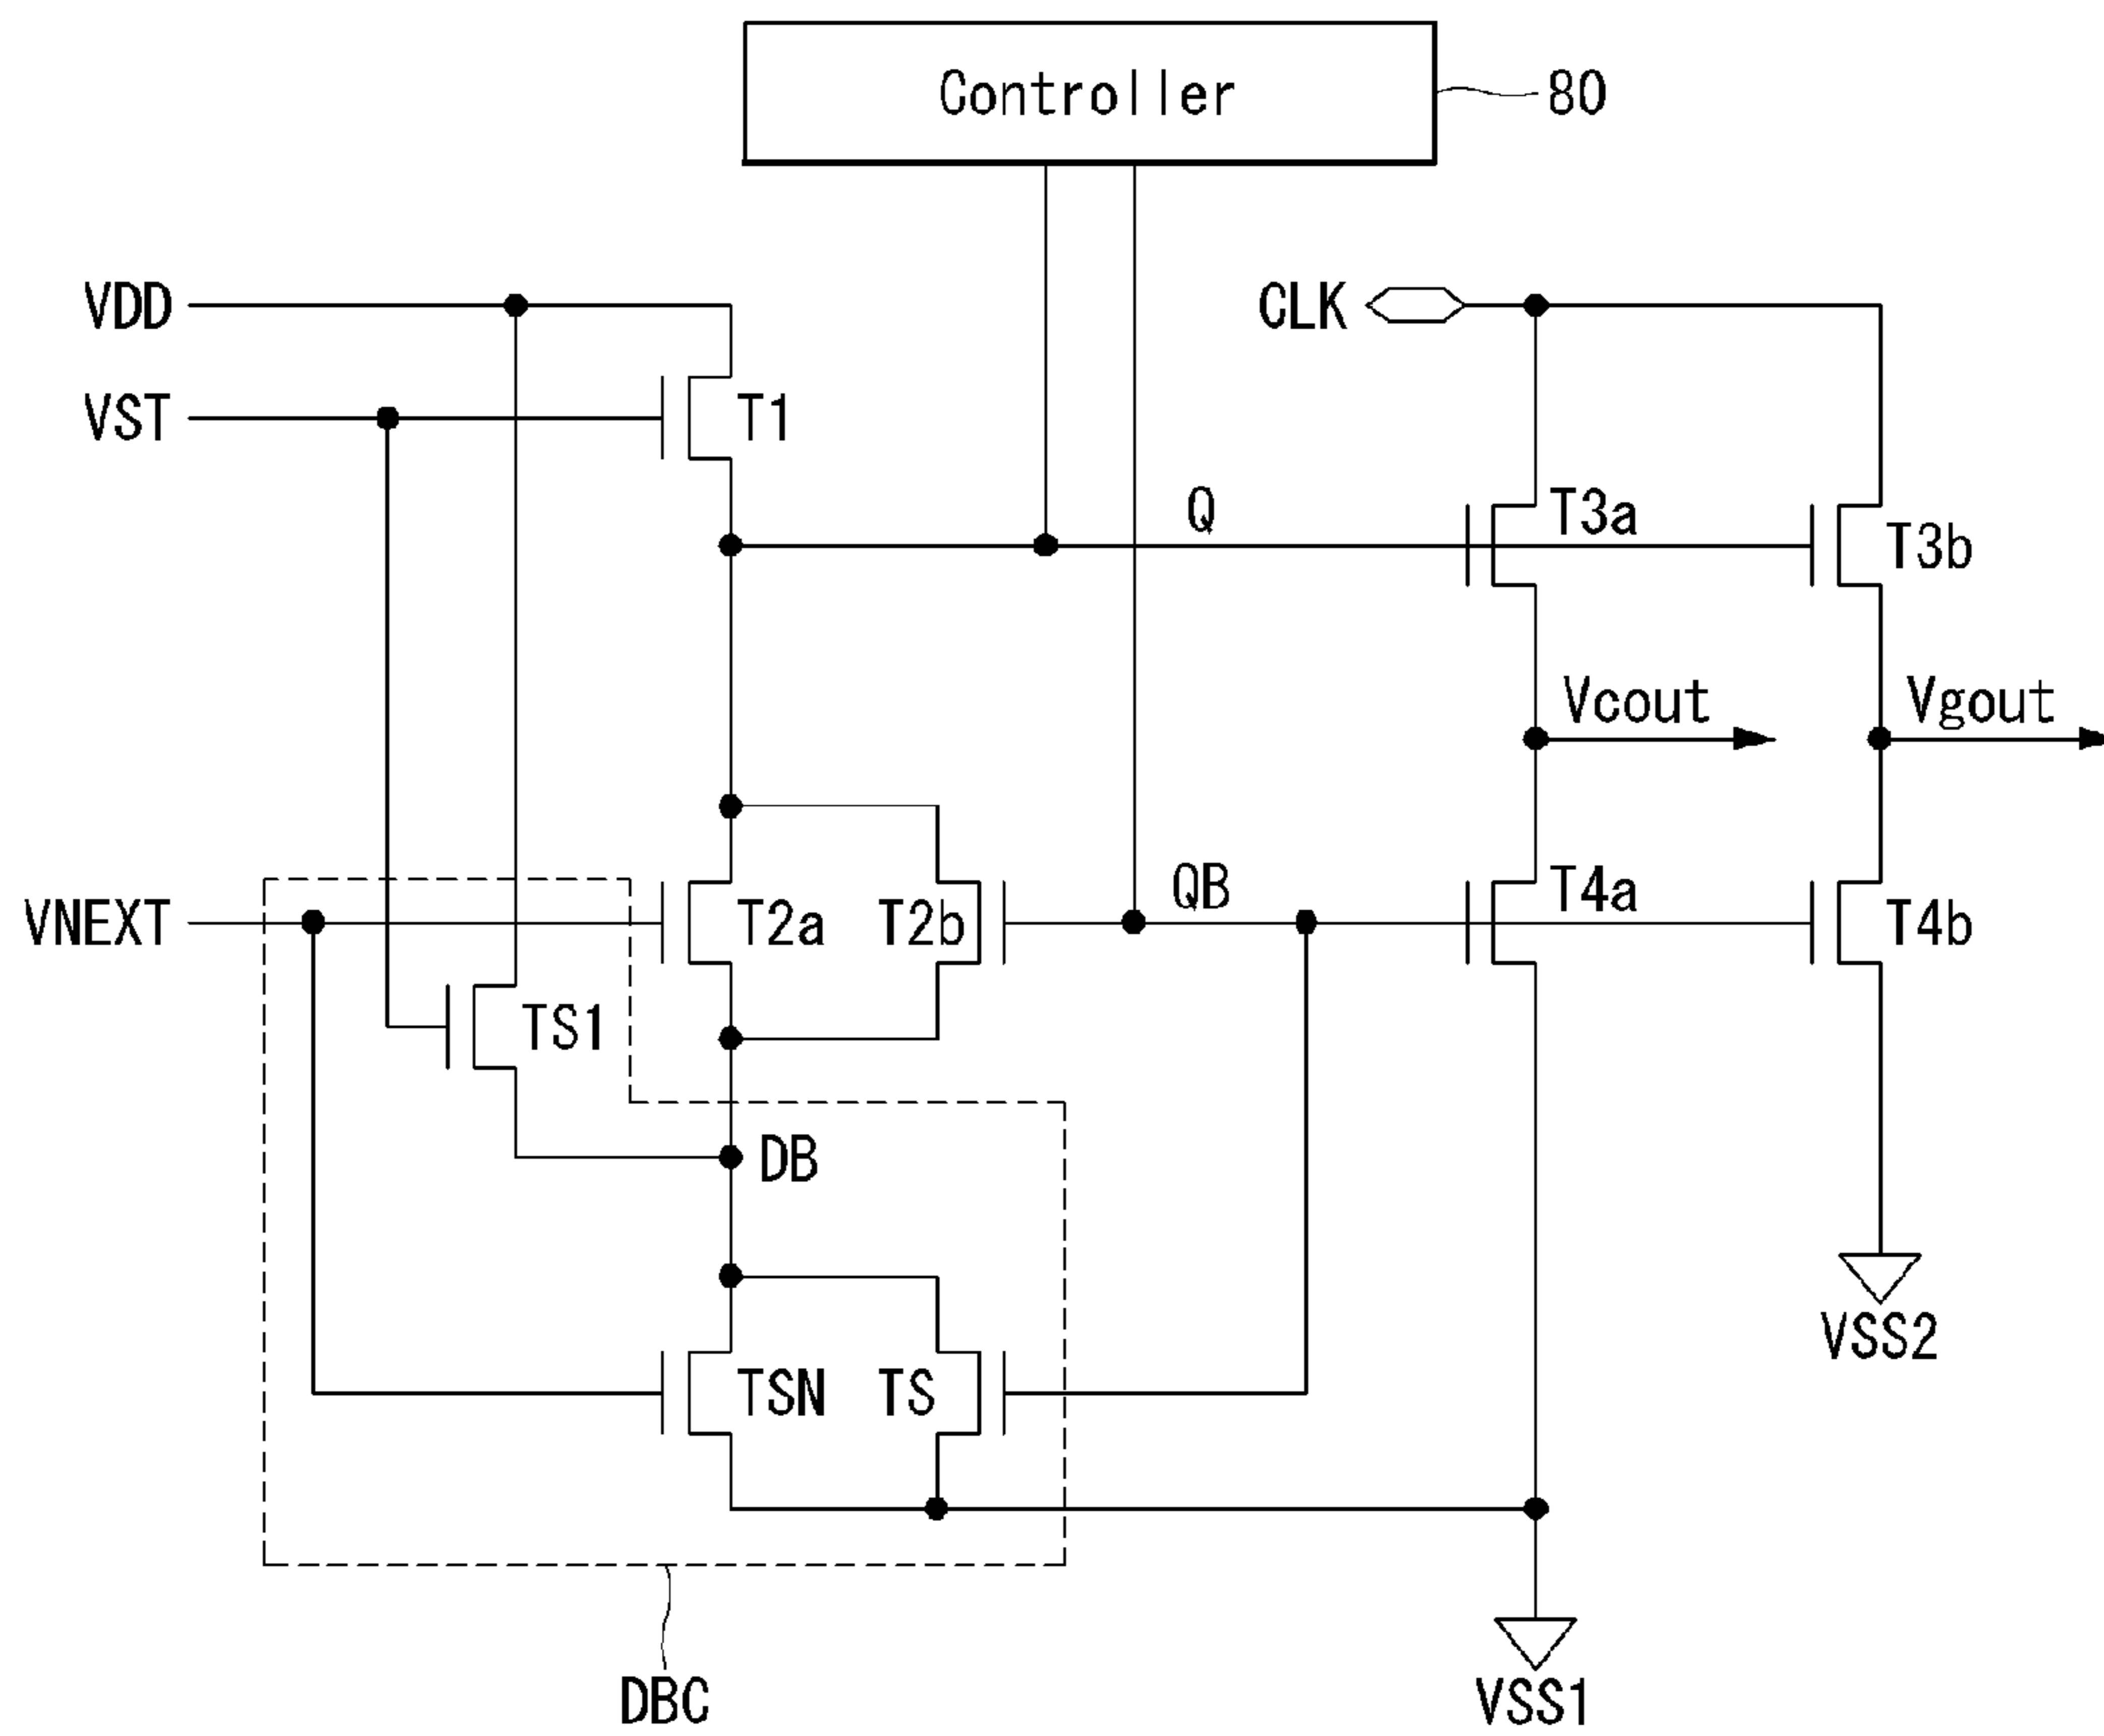 Controller
80
VDD
CLK
VST
T1
Q
T3a
T3b
Vcout
Vgout
VNEXT
T2a
T2b
QB
T4a
T4b
TS1
DB
VSS2
TSN
TS
DBC
VSS1